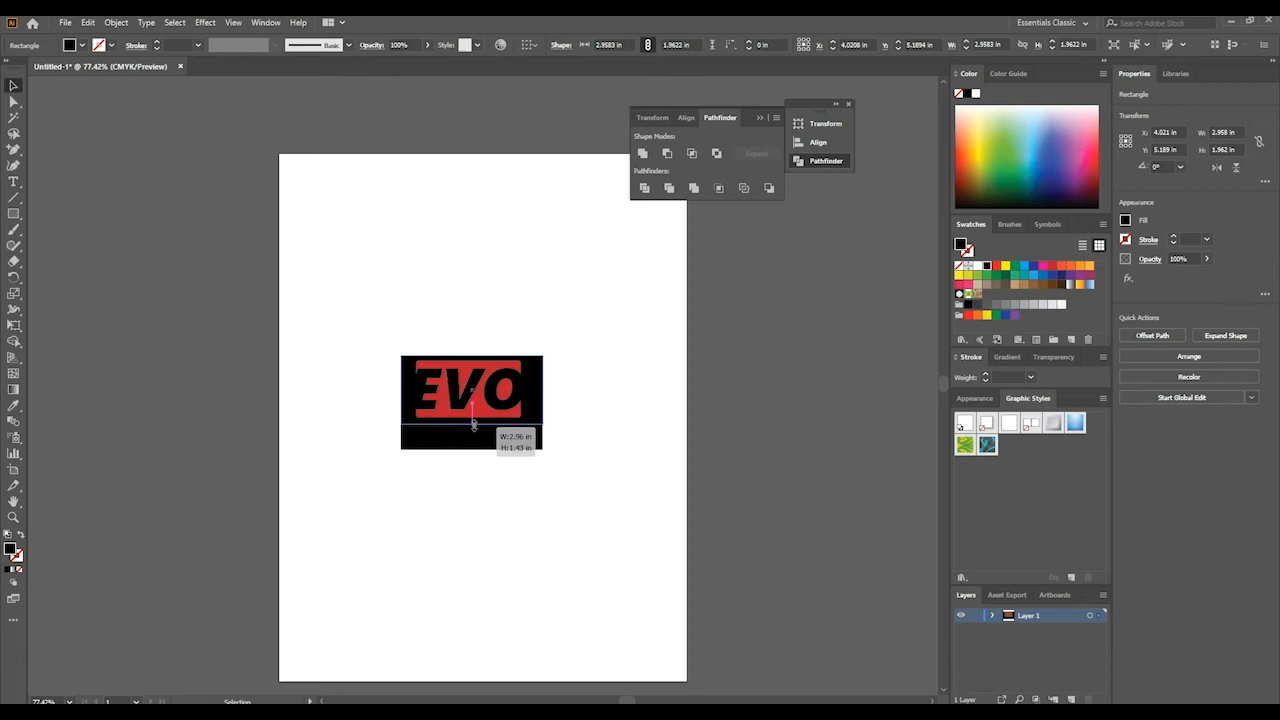 Ai File Edit Object Type Select Effect View Window Help Essentials Classic Search Adobe Stock
Rectangle Stroke: Basic Opacity: 100% Style: Shape: 2.9583 in 1.9622 in 0 in X: 4.0208 in Y: 5.1894 in W: 2.9583 in H: 1.9622 in
Untitled-1* @ 77.42% (CMYK/Preview)
Transform Align Pathfinder
Shape Modes:
Expand
Pathfinders:
Transform
Align
Pathfinder
EVO
W:2.96 in
H:1.43 in
Color Color Guide
Swatches Brushes Symbols
Stroke Gradient Transparency
Weight:
Appearance Graphic Styles
Layers Asset Export Artboards
Layer 1
1 Layer
Properties Libraries
Rectangle
Transform
X: 4.021 in W: 2.958 in
Y: 5.189 in H: 1.962 in
0°
Appearance
Fill
Stroke
Opacity 100%
fx.
Quick Actions
Offset Path Expand Shape
Arrange
Recolor
Start Global Edit
77.42% 1 Selection